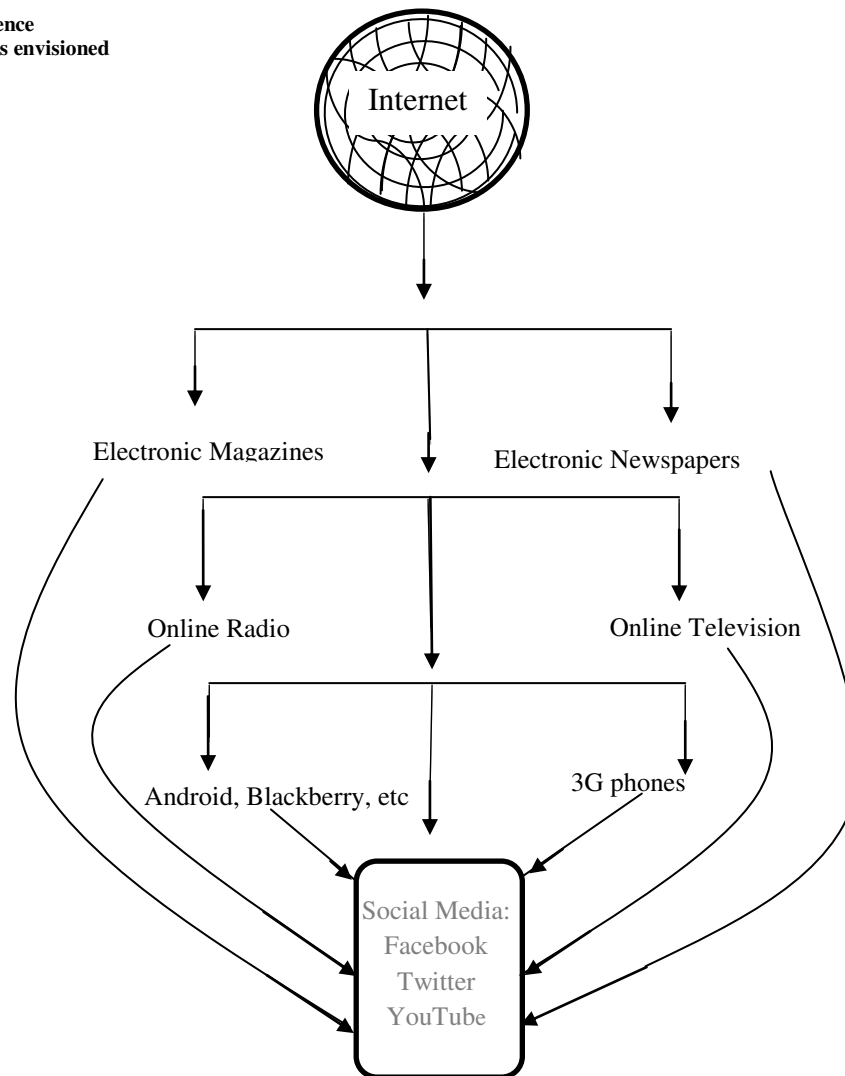 s envisioned
Internet
Electronic Magazines
Electronic Newspapers
Online Radio
Online Television
Android, Blackberry, etc
3G phones
Social Media:
Facebook
Twitter
YouTube